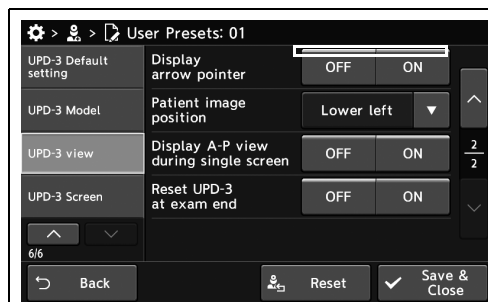 > > User Presets: 01
UPD-3 Default
setting
Display
arrow pointer
OFF
ON
UPD-3 Model
Patient image
position
Lower left
UPD-3 view
Display A-P view
during single screen
OFF
ON
2
2
UPD-3 Screen
Reset UPD-3
at exam end
OFF
ON
6/6
Back
Reset
Save &
Close